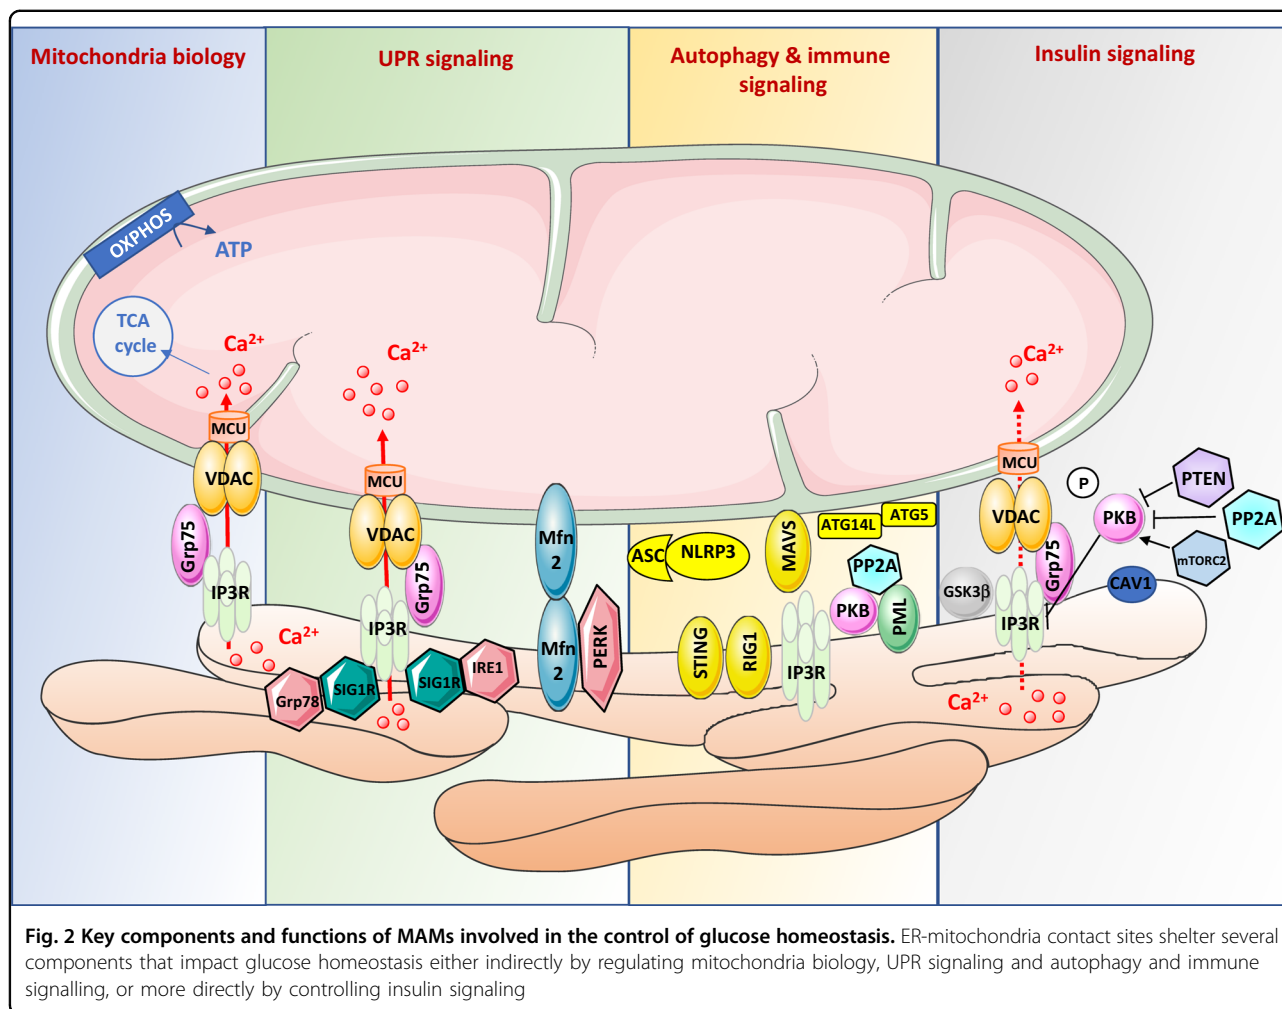 Mitochondria biology
UPR signaling
Autophagy & immune
signaling
Insulin signaling
OXPHOS
ATP
TCA
cycle
Ca2+
MCU
VDAC
Grp75
IP3R
Ca2+
Ca2+
MCU
VDAC
Grp75
IP3R
Grp78
SIG1R
SIG1R
IRE1
Mfn
2
Mfn
2
PERK
ASC
NLRP3
MAVS
ATG14L
ATG5
PP2A
PKB
PML
STING
RIG1
IP3R
Ca2+
MCU
VDAC
Grp75
GSK3β
IP3R
Ca2+
P
PKB
PTEN
PP2A
mTORC2
CAV1
Fig. 2 Key components and functions of MAMs involved in the control of glucose homeostasis. ER-mitochondria contact sites shelter several
components that impact glucose homeostasis either indirectly by regulating mitochondria biology, UPR signaling and autophagy and immune
signalling, or more directly by controlling insulin signaling